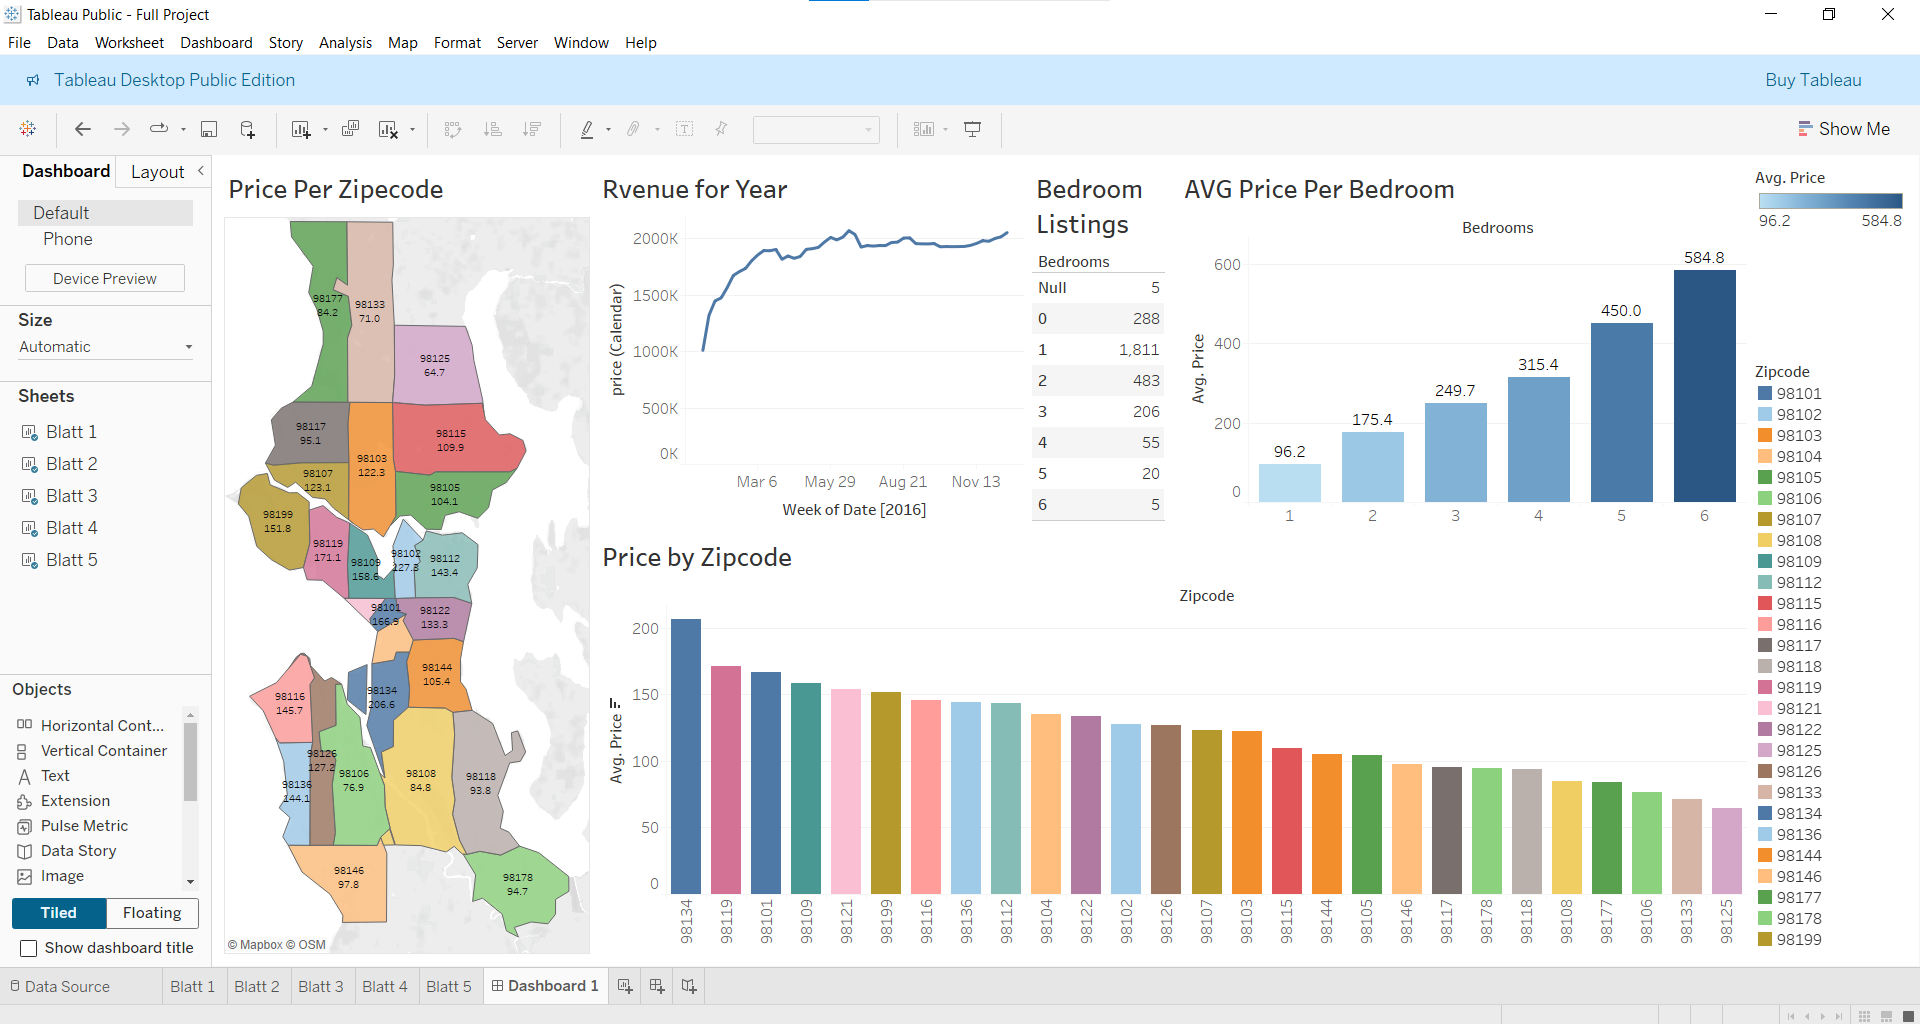 Tableau Public - Full Project
File Data Worksheet Dashboard Story Analysis Map Format Server Window Help
Tableau Desktop Public Edition
Buy Tableau
Show Me
Dashboard
Layout
Default
Phone
Device Preview
Size
Automatic
Sheets
Blatt 1
Blatt 2
Blatt 3
Blatt 4
Blatt 5
Objects
Horizontal Cont...
Vertical Container
Text
Extension
Pulse Metric
Data Story
Image
Tiled
Floating
Show dashboard title
Price Per Zipecode
98177
84.2
98133
71.0
98125
64.7
98117
95.1
98103
122.3
98115
109.9
98107
123.1
98105
104.1
98199
151.8
98119
171.1
98109
158.6
98102
127.3
98112
143.4
98101
166.9
98122
133.3
98144
105.4
98134
206.6
98116
145.7
98126
127.2
98136
144.1
98106
76.9
98108
84.8
98118
93.8
98146
97.8
98178
94.7
© Mapbox © OSM
Rvenue for Year
price (Calendar)
2000K
1500K
1000K
500K
0K
Mar 6
May 29
Aug 21
Nov 13
Week of Date [2016]
Bedroom
Listings
Bedrooms
Null 5
0 288
1 1,811
2 483
3 206
4 55
5 20
6 5
AVG Price Per Bedroom
Bedrooms
Avg. Price
600
400
200
0
96.2
175.4
249.7
315.4
450.0
584.8
1
2
3
4
5
6
Price by Zipcode
Zipcode
Avg. Price
200
150
100
50
0
98134
98119
98101
98109
98121
98199
98116
98136
98112
98104
98122
98102
98126
98107
98103
98115
98144
98105
98146
98117
98178
98118
98108
98177
98106
98133
98125
Avg. Price
96.2 584.8
Zipcode
98101
98102
98103
98104
98105
98106
98107
98108
98109
98112
98115
98116
98117
98118
98119
98121
98122
98125
98126
98133
98134
98136
98144
98146
98177
98178
98199
Data Source
Blatt 1
Blatt 2
Blatt 3
Blatt 4
Blatt 5
Dashboard 1